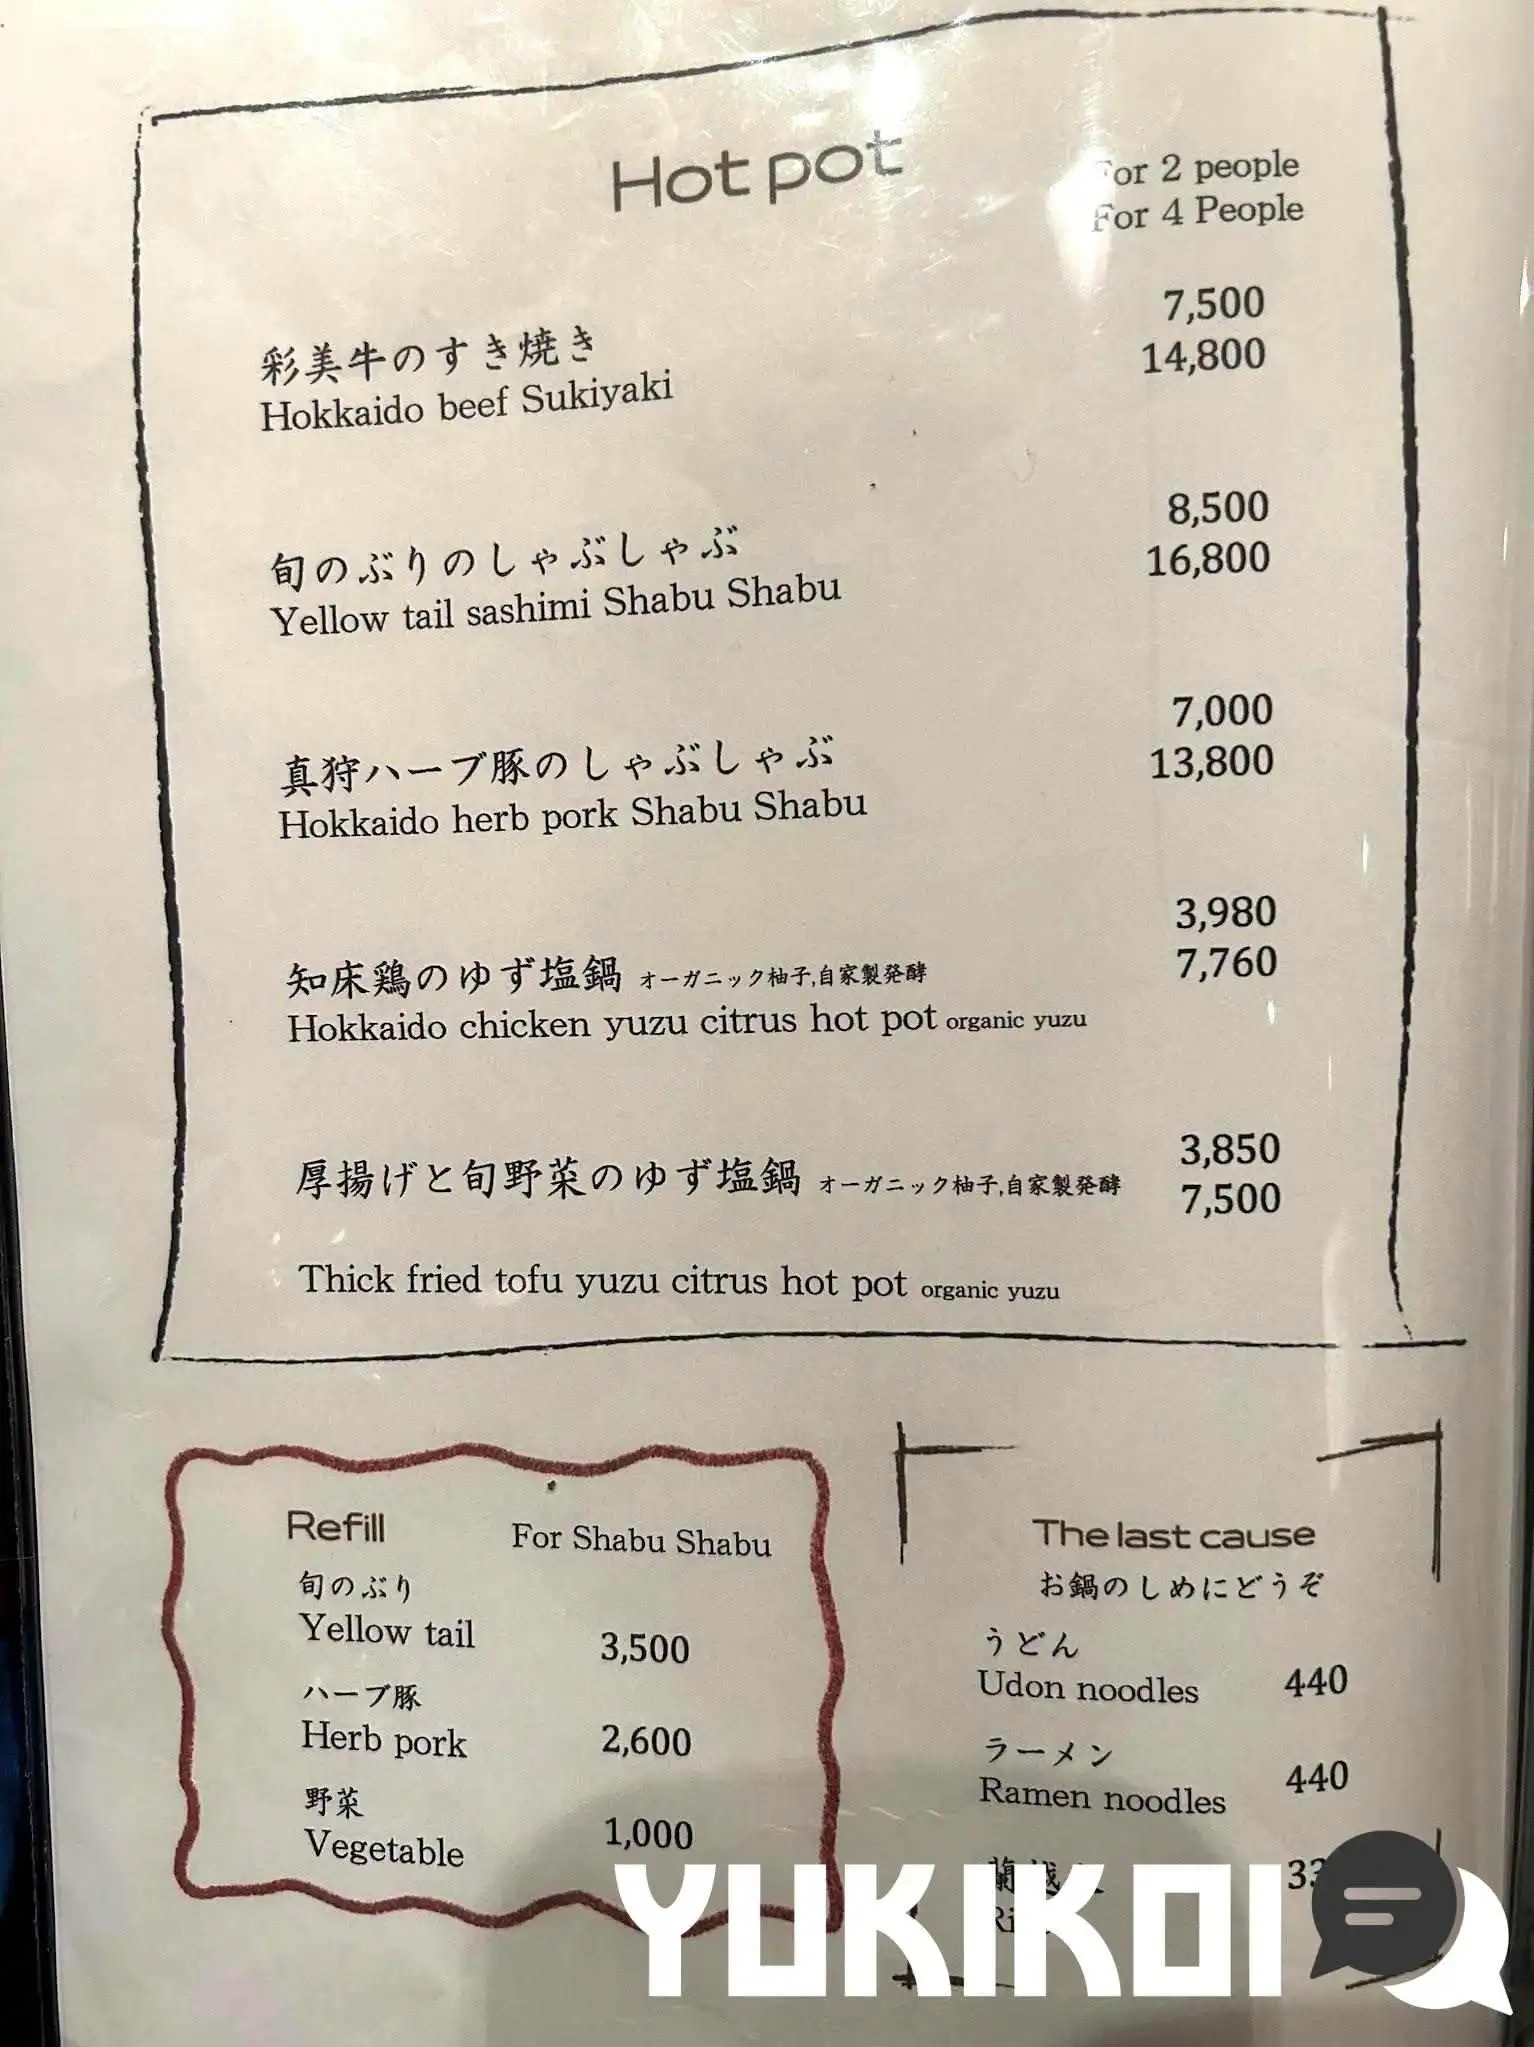 Hot pot
For 2 people
For 4 People
7,500
彩美牛のすき焼き
14,800
Hokkaido beef Sukiyaki
8,500
旬のぶりのしゃぶしゃぶ
16,800
Yellow tail sashimi Shabu Shabu
7,000
真狩ハーブ豚のしゃぶしゃぶ
13,800
Hokkaido herb pork Shabu Shabu
3,980
知床鶏のゆず塩鍋 オーガニック柚子,自家製発酵
7,760
Hokkaido chicken yuzu citrus hot pot organic yuzu
3,850
厚揚げと旬野菜のゆず塩鍋 オーガニック柚子,自家製発酵
7,500
Thick fried tofu yuzu citrus hot pot organic yuzu
Refill For Shabu Shabu
旬のぶり
Yellow tail 3,500
ハーブ豚
Herb pork 2,600
野菜
Vegetable 1,000
The last cause
お鍋のしめにどうぞ
うどん
Udon noodles 440
ラーメン
Ramen noodles 440
YUKIKOI